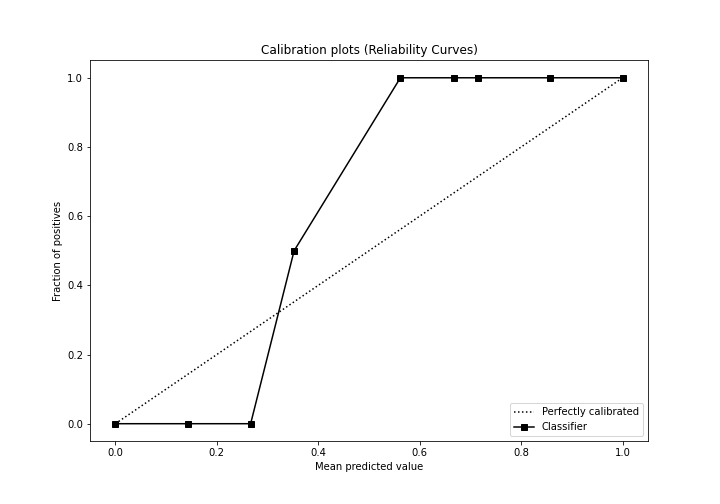 Calibration plots (Reliability Curves)
1.0
0.8
0.6
0.4
0.2
0.0
Fraction of positives
0.0 0.2 0.4 0.6 0.8 1.0
Mean predicted value
Perfectly calibrated
Classifier